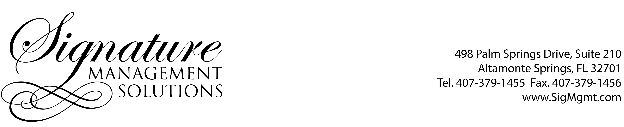 Signature
MANAGEMENT
SOLUTIONS
498 Palm Springs Drive, Suite 210
Altamonte Springs, FL 32701
Tel. 407-379-1455 Fax. 407-379-1456
www.SigMgmt.com